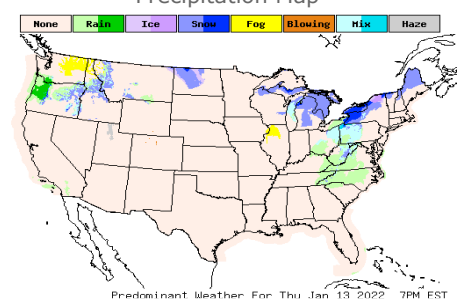 Precipitation Map
None Rain Ice Snow Fog Blowing Mix Haze
Predominant Weather For Thu Jan 13 2022 7PM EST